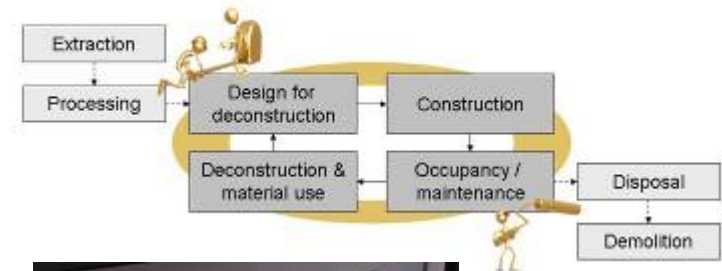 Extraction
Processing
Design for
deconstruction
Construction
Deconstruction &
material use
Occupancy /
maintenance
Disposal
Demolition